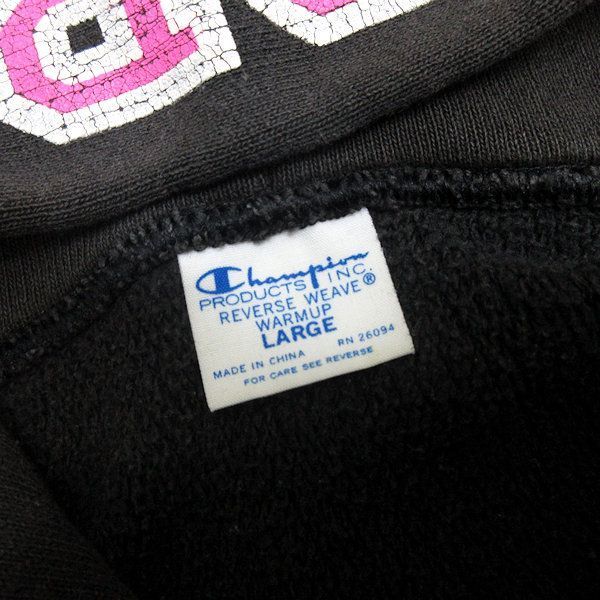 Champion
PRODUCTS INC.
REVERSE WEAVE®
WARMUP
LARGE
MADE IN CHINA RN 26094
FOR CARE SEE REVERSE